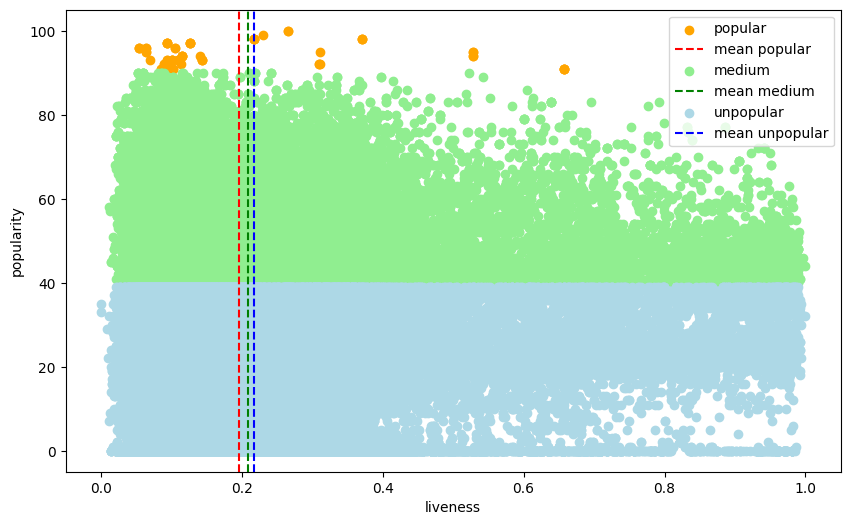 popular
mean popular
medium
mean medium
unpopular
mean unpopular
100
80
60
40
20
0
popularity
0.0 0.2 0.4 0.6 0.8 1.0
liveness